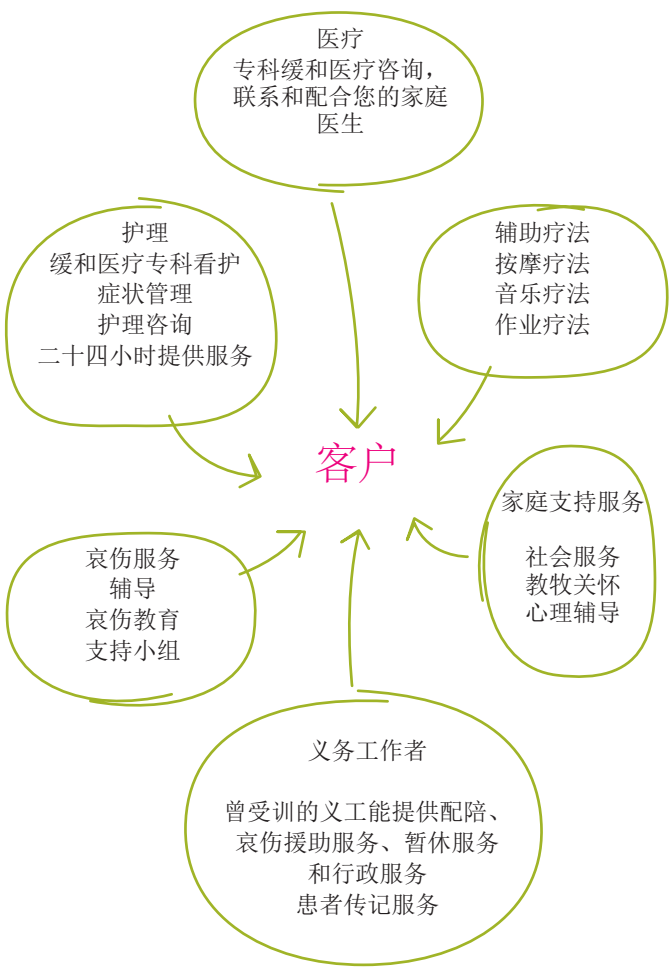 医疗
专科缓和医疗咨询，
联系和配合您的家庭
医生
护理
缓和医疗专科看护
症状管理
护理咨询
二十四小时提供服务
辅助疗法
按摩疗法
音乐疗法
作业疗法
客户
家庭支持服务
社会服务
教牧关怀
心理辅导
哀伤服务
辅导
哀伤教育
支持小组
义务工作者
曾受训的义工能提供配陪、
哀伤援助服务、暂休服务
和行政服务
患者传记服务